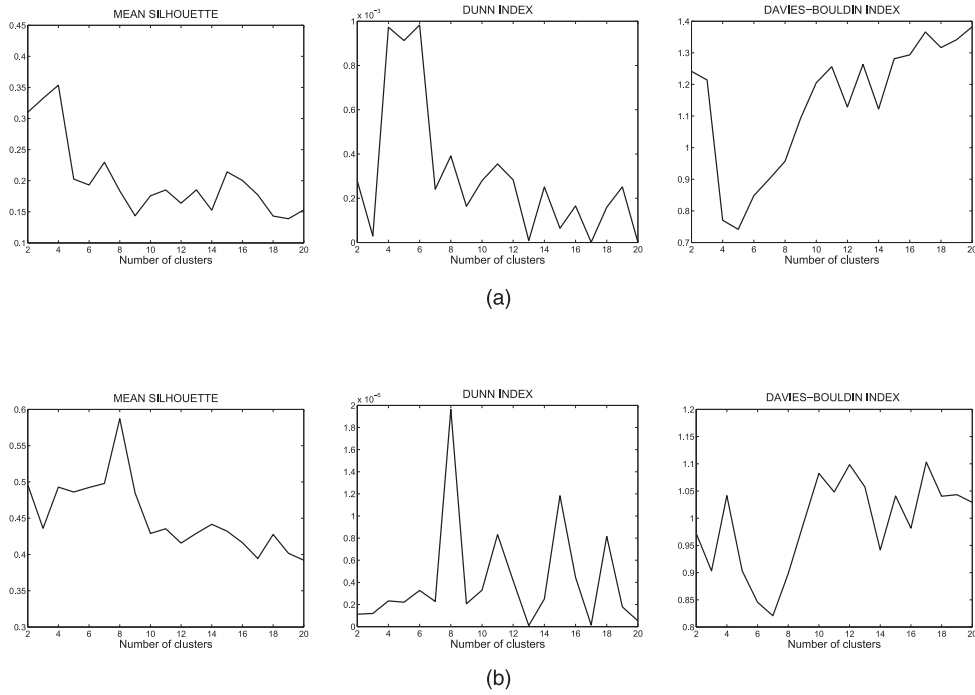 MEAN SILHOUETTE
0.45
0.4
0.35
0.3
0.25
0.2
0.15
0.1
2 4 6 8 10 12 14 16 18 20
Number of clusters
DUNN INDEX
x 10⁻³
1
0.8
0.6
0.4
0.2
0
2 4 6 8 10 12 14 16 18 20
Number of clusters
DAVIES−BOULDIN INDEX
1.4
1.3
1.2
1.1
1
0.9
0.8
0.7
2 4 6 8 10 12 14 16 18 20
Number of clusters
(a)
MEAN SILHOUETTE
0.6
0.55
0.5
0.45
0.4
0.35
0.3
2 4 6 8 10 12 14 16 18 20
Number of clusters
DUNN INDEX
x 10⁻⁶
2
1.8
1.6
1.4
1.2
1
0.8
0.6
0.4
0.2
0
2 4 6 8 10 12 14 16 18 20
Number of clusters
DAVIES−BOULDIN INDEX
1.2
1.15
1.1
1.05
1
0.95
0.9
0.85
0.8
2 4 6 8 10 12 14 16 18 20
Number of clusters
(b)